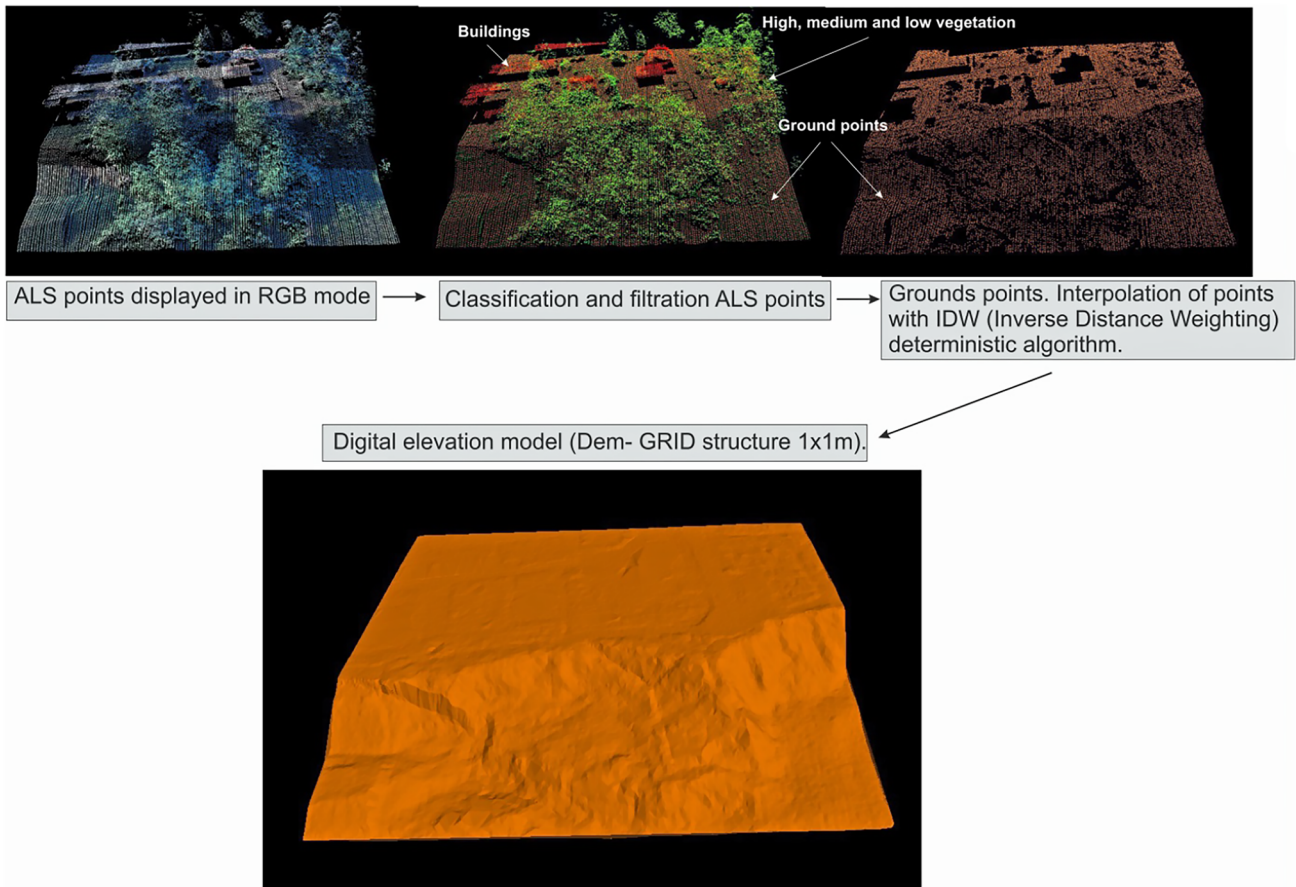 Buildings
High, medium and low vegetation
Ground points
ALS points displayed in RGB mode
Classification and filtration ALS points
Grounds points. Interpolation of points
with IDW (Inverse Distance Weighting)
deterministic algorithm.
Digital elevation model (Dem- GRID structure 1x1m).